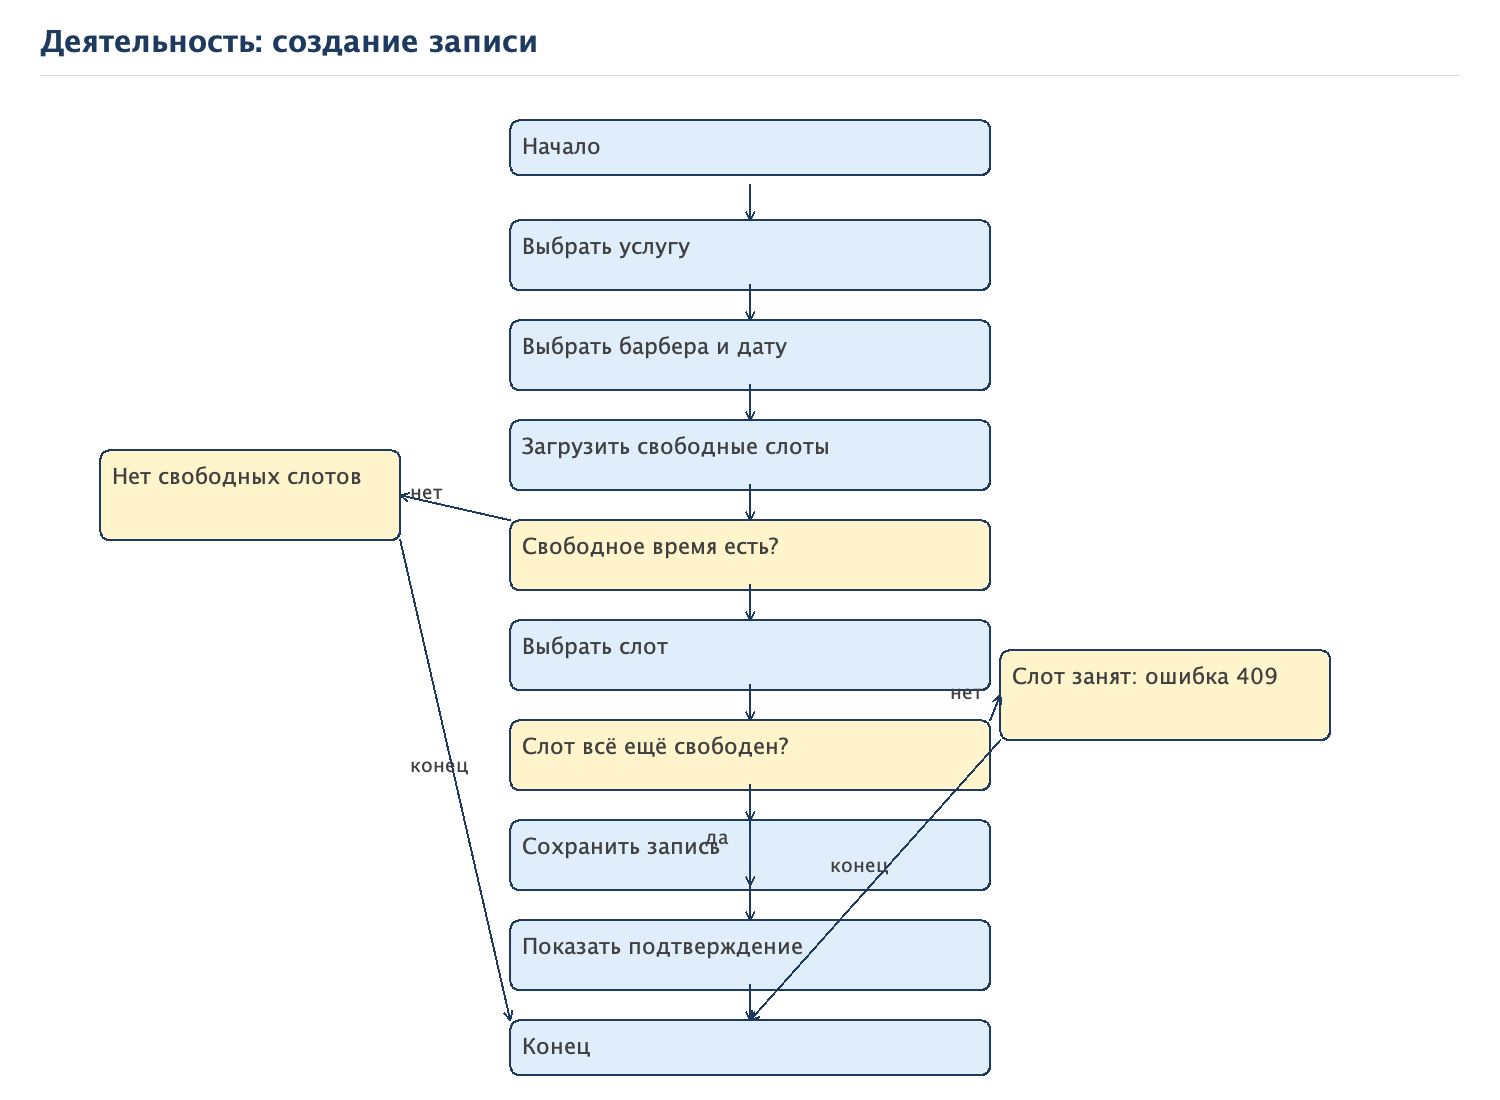 Деятельность: создание записи
Начало
Выбрать услугу
Выбрать барбера и дату
Загрузить свободные слоты
Нет свободных слотов
нет
Свободное время есть?
Выбрать слот
Слот занят: ошибка 409
нет
Слот всё ещё свободен?
конец
да
Сохранить запись
конец
Показать подтверждение
Конец